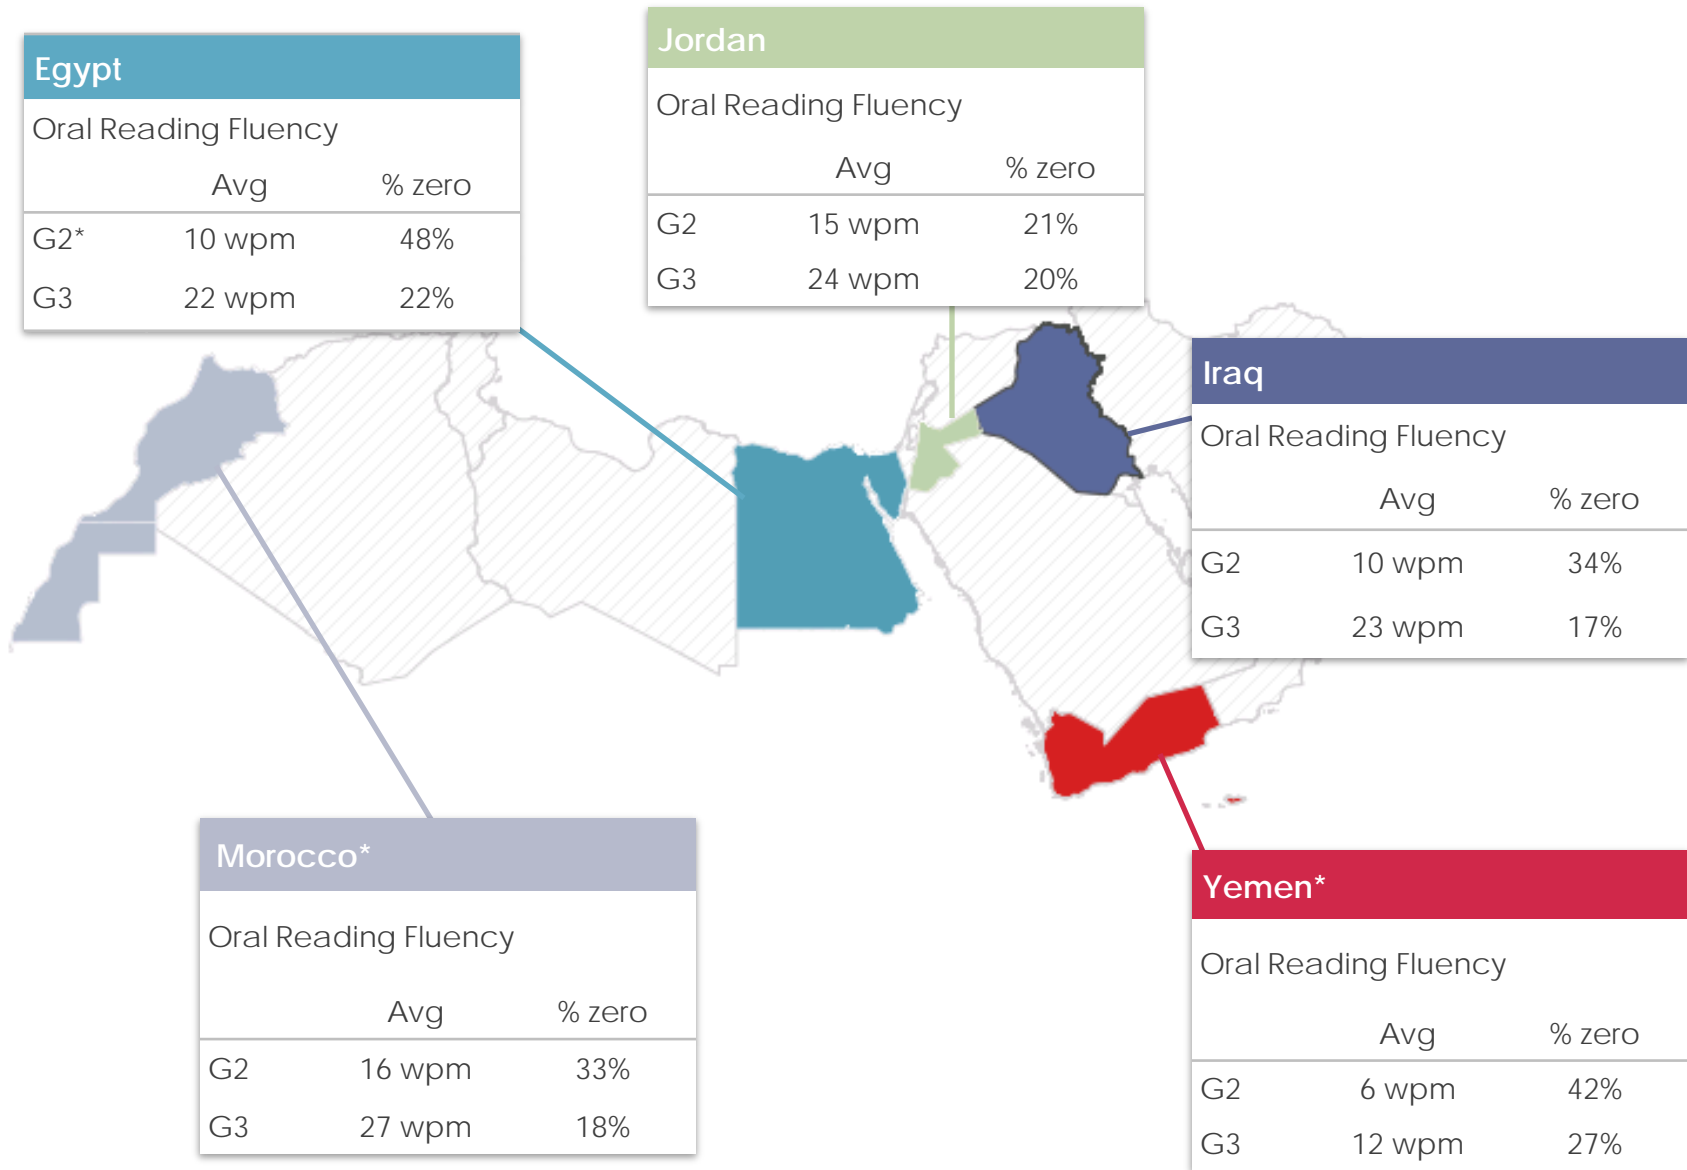 Egypt
Oral Reading Fluency
Avg % zero
G2* 10 wpm 48%
G3 22 wpm 22%
Jordan
Oral Reading Fluency
Avg % zero
G2 15 wpm 21%
G3 24 wpm 20%
Iraq
Oral Reading Fluency
Avg % zero
G2 10 wpm 34%
G3 23 wpm 17%
Morocco*
Oral Reading Fluency
Avg % zero
G2 16 wpm 33%
G3 27 wpm 18%
Yemen*
Oral Reading Fluency
Avg % zero
G2 6 wpm 42%
G3 12 wpm 27%